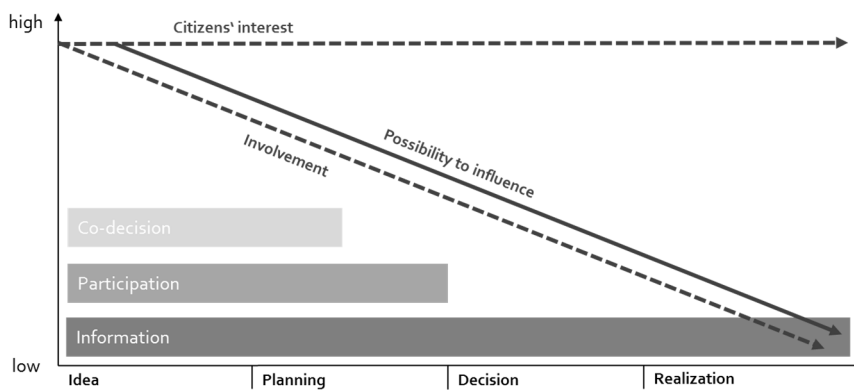 high
Citizens‘ interest
Possibility to influence
Involvement
Co-decision
Participation
Information
low
Idea
Planning
Decision
Realization